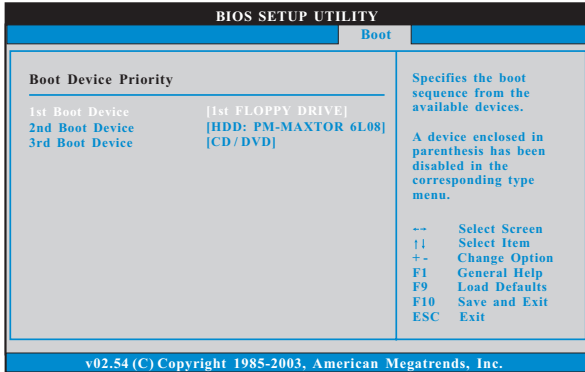 BIOS SETUP UTILITY
Boot
Boot Device Priority
1st Boot Device [1st FLOPPY DRIVE]
2nd Boot Device [HDD: PM-MAXTOR 6L08]
3rd Boot Device [CD/DVD]
Specifies the boot
sequence from the
available devices.
A device enclosed in
parenthesis has been
disabled in the
corresponding type
menu.
←→ Select Screen
↑↓ Select Item
+- Change Option
F1 General Help
F9 Load Defaults
F10 Save and Exit
ESC Exit
v02.54 (C) Copyright 1985-2003, American Megatrends, Inc.